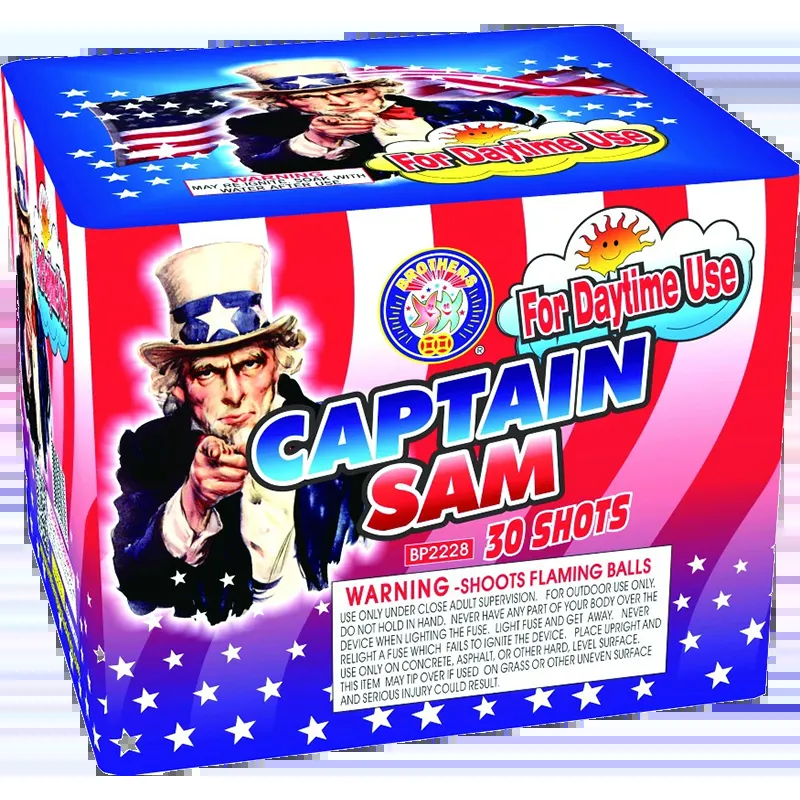 WARNING
MAY RE-IGNITE, SOAK WITH
WATER AFTER USE
For Daytime Use
For Daytime Use
BROTHERS
®
For Daytime Use
CAPTAIN
SAM
BP2228 30 SHOTS
WARNING -SHOOTS FLAMING BALLS
USE ONLY UNDER CLOSE ADULT SUPERVISION. FOR OUTDOOR USE ONLY.
DO NOT HOLD IN HAND. NEVER HAVE ANY PART OF YOUR BODY OVER THE
DEVICE WHEN LIGHTING THE FUSE. LIGHT FUSE AND GET AWAY. NEVER
RELIGHT A FUSE WHICH FAILS TO IGNITE THE DEVICE. PLACE UPRIGHT AND
USE ONLY ON CONCRETE, ASPHALT, OR OTHER HARD, LEVEL SURFACE.
THIS ITEM MAY TIP OVER IF USED ON GRASS OR OTHER UNEVEN SURFACE
AND SERIOUS INJURY COULD RESULT.